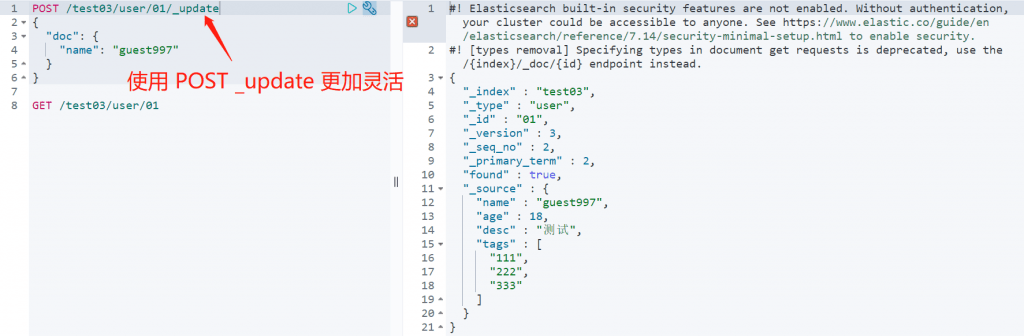 1 POST /test03/user/01/_update
2 {
3 "doc": {
4 "name": "guest997"
5 }
6 }
7
8 GET /test03/user/01
使用 POST _update 更加灵活
1 #! Elasticsearch built-in security features are not enabled. Without authentication,
your cluster could be accessible to anyone. See https://www.elastic.co/guide/en
/elasticsearch/reference/7.14/security-minimal-setup.html to enable security.
2 #! [types removal] Specifying types in document get requests is deprecated, use the
/{index}/_doc/{id} endpoint instead.
3 {
4 "_index" : "test03",
5 "_type" : "user",
6 "_id" : "01",
7 "_version" : 3,
8 "_seq_no" : 2,
9 "_primary_term" : 2,
10 "found" : true,
11 "_source" : {
12 "name" : "guest997",
13 "age" : 18,
14 "desc" : "测试",
15 "tags" : [
16 "111",
17 "222",
18 "333"
19 ]
20 }
21 }